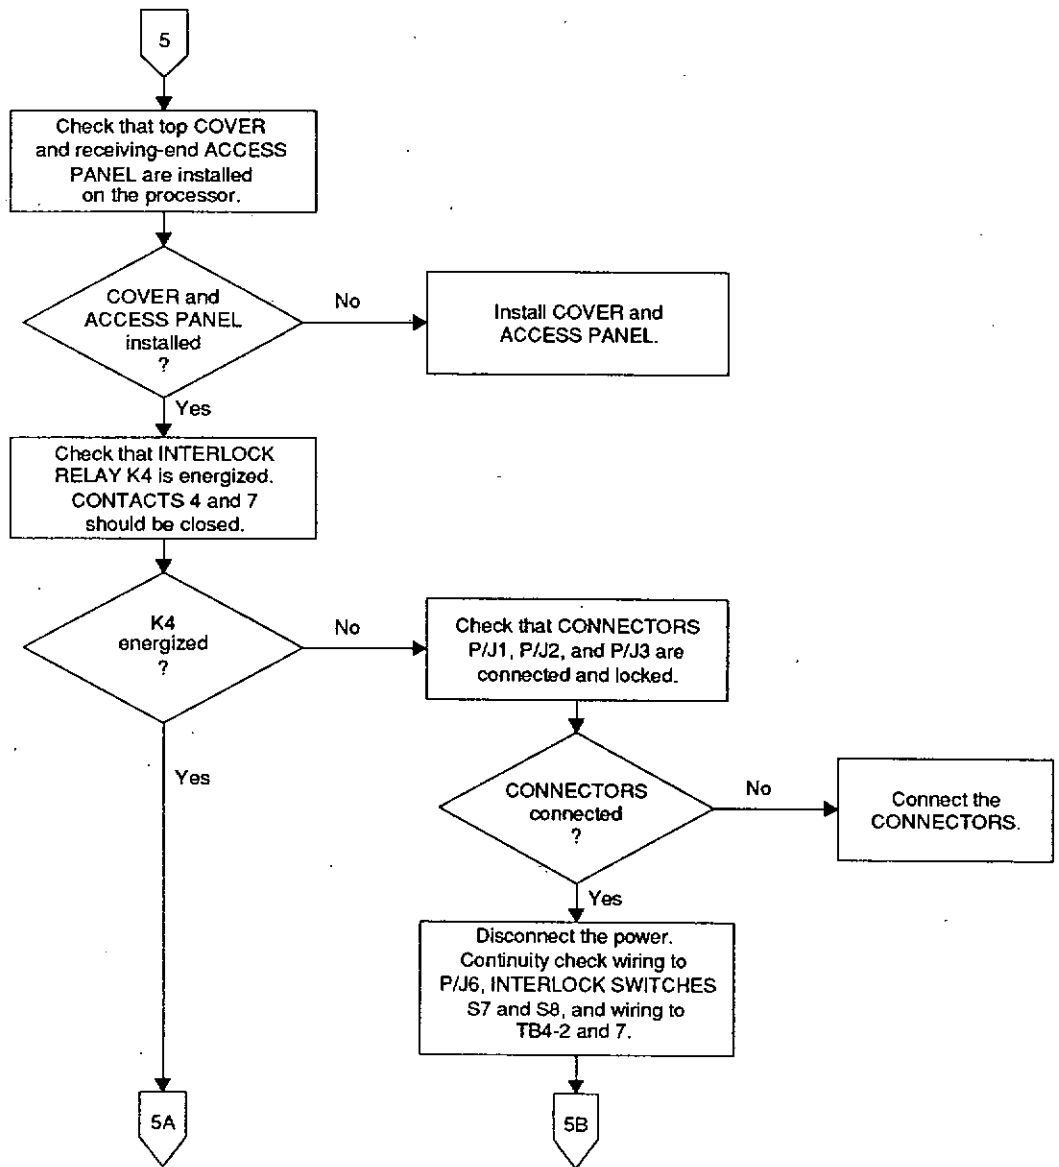 5
Check that top COVER
and receiving-end ACCESS
PANEL are installed
on the processor.
COVER and
ACCESS PANEL
installed
?
No
Install COVER and
ACCESS PANEL.
Yes
Check that INTERLOCK
RELAY K4 is energized.
CONTACTS 4 and 7
should be closed.
K4
energized
?
No
Check that CONNECTORS
P/J1, P/J2, and P/J3 are
connected and locked.
Yes
CONNECTORS
connected
?
No
Connect the
CONNECTORS.
Yes
Disconnect the power.
Continuity check wiring to
P/J6, INTERLOCK SWITCHES
S7 and S8, and wiring to
TB4-2 and 7.
5A
5B